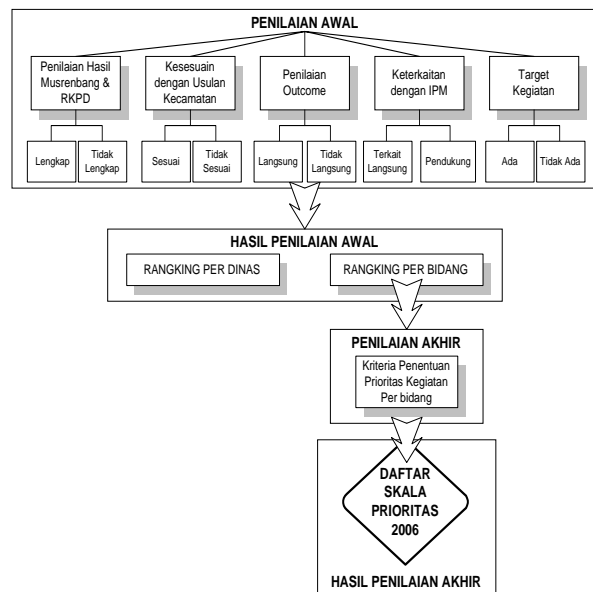 PENILAIAN AWAL
Penilaian Hasil
Musrenbang &
RKPD
Kesesuain
dengan Usulan
Kecamatan
Penilaian
Outcome
Keterkaitan
dengan IPM
Target
Kegiatan
Lengkap
Tidak
Lengkap
Sesuai
Tidak
Sesuai
Langsung
Tidak
Langsung
Terkait
Langsung
Pendukung
Ada
Tidak Ada
HASIL PENILAIAN AWAL
RANGKING PER DINAS
RANGKING PER BIDANG
PENILAIAN AKHIR
Kriteria Penentuan
Prioritas Kegiatan
Per bidang
DAFTAR
SKALA
PRIORITAS
2006
HASIL PENILAIAN AKHIR